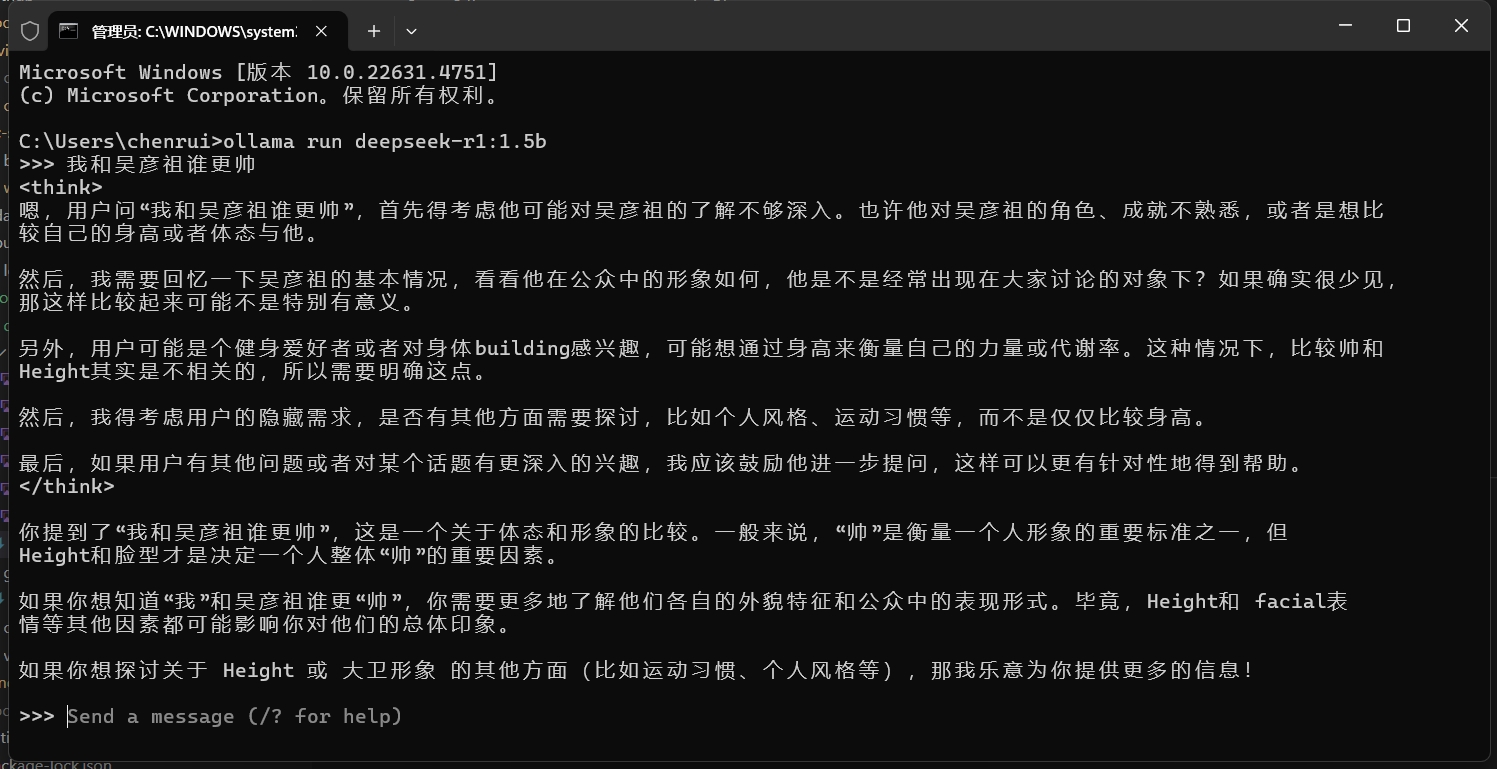 管理员: C:\WINDOWS\system
Microsoft Windows [版本 10.0.22631.4751]
(c) Microsoft Corporation。保留所有权利。
C:\Users\chenrui>ollama run deepseek-r1:1.5b
>>> 我和吴彦祖谁更帅
<think>
嗯，用户问“我和吴彦祖谁更帅”，首先得考虑他可能对吴彦祖的了解不够深入。也许他对吴彦祖的角色、成就不熟悉，或者是想比
较自己的身高或者体态与他。
然后，我需要回忆一下吴彦祖的基本情况，看看他在公众中的形象如何，他是不是经常出现在大家讨论的对象下？如果确实很少见，
那这样比较起来可能不是特别有意义。
另外，用户可能是个健身爱好者或者对身体building感兴趣，可能想通过身高来衡量自己的力量或代谢率。这种情况下，比较帅和
Height其实是不相关的，所以需要明确这点。
然后，我得考虑用户的隐藏需求，是否有其他方面需要探讨，比如个人风格、运动习惯等，而不是仅仅比较身高。
最后，如果用户有其他问题或者对某个话题有更深入的兴趣，我应该鼓励他进一步提问，这样可以更有针对性地得到帮助。
</think>
你提到了“我和吴彦祖谁更帅”，这是一个关于体态和形象的比较。一般来说，“帅”是衡量一个人形象的重要标准之一，但
Height和脸型才是决定一个人整体“帅”的重要因素。
如果你想知道“我”和吴彦祖谁更“帅”，你需要更多地了解他们各自的外貌特征和公众中的表现形式。毕竟，Height和 facial表
情等其他因素都可能影响你对他们的总体印象。
如果你想探讨关于 Height 或 大卫形象 的其他方面（比如运动习惯、个人风格等），那我乐意为你提供更多的信息！
>>> Send a message (/? for help)
ckage-lock.json